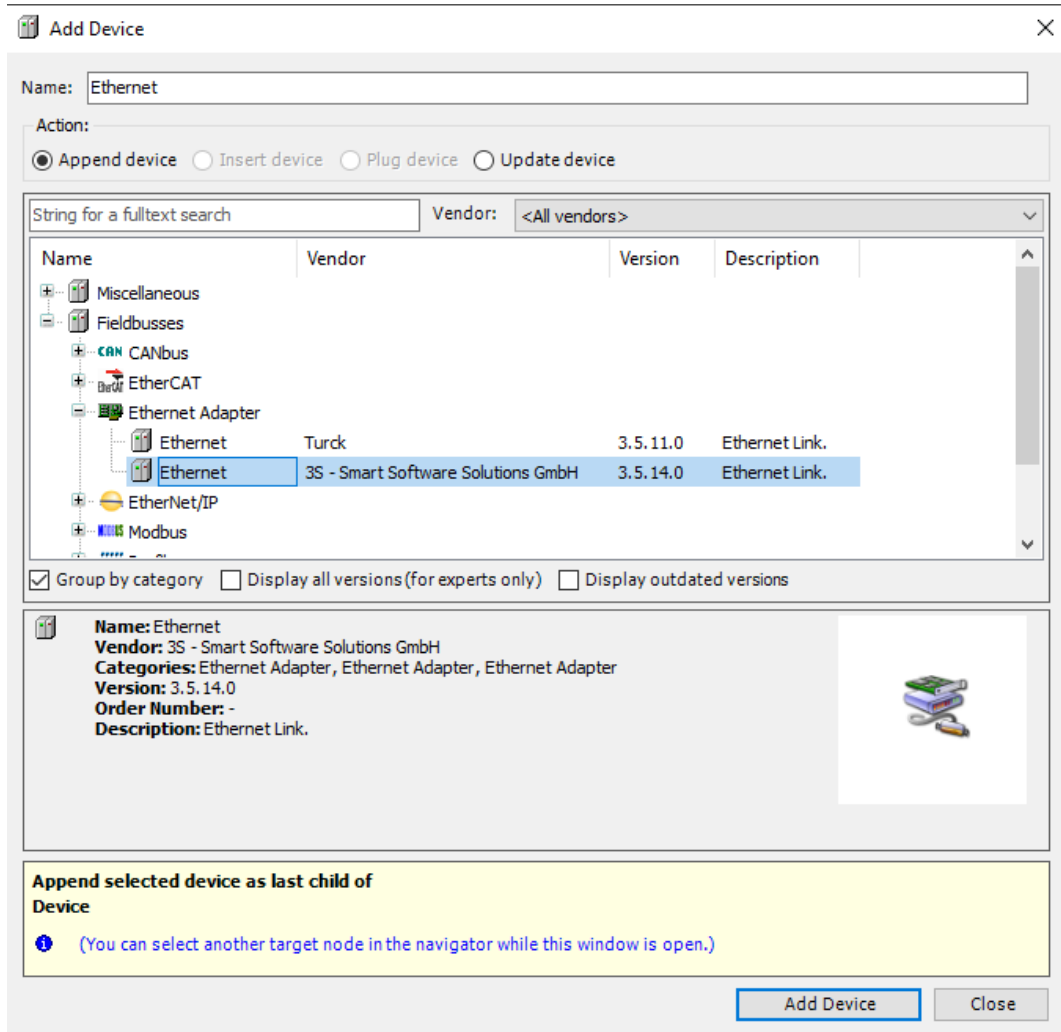 Add Device
Name: Ethernet
Action:
Append device Insert device Plug device Update device
String for a fulltext search Vendor: <All vendors>
Name Vendor Version Description
Miscellaneous
Fieldbusses
CAN CANbus
EtherCAT EtherCAT
Ethernet Adapter
Ethernet Turck 3.5.11.0 Ethernet Link.
Ethernet 3S - Smart Software Solutions GmbH 3.5.14.0 Ethernet Link.
EtherNet/IP
MODBUS Modbus
Group by category Display all versions (for experts only) Display outdated versions
Name: Ethernet
Vendor: 3S - Smart Software Solutions GmbH
Categories: Ethernet Adapter, Ethernet Adapter, Ethernet Adapter
Version: 3.5.14.0
Order Number: -
Description: Ethernet Link.
Append selected device as last child of
Device
(You can select another target node in the navigator while this window is open.)
Add Device Close